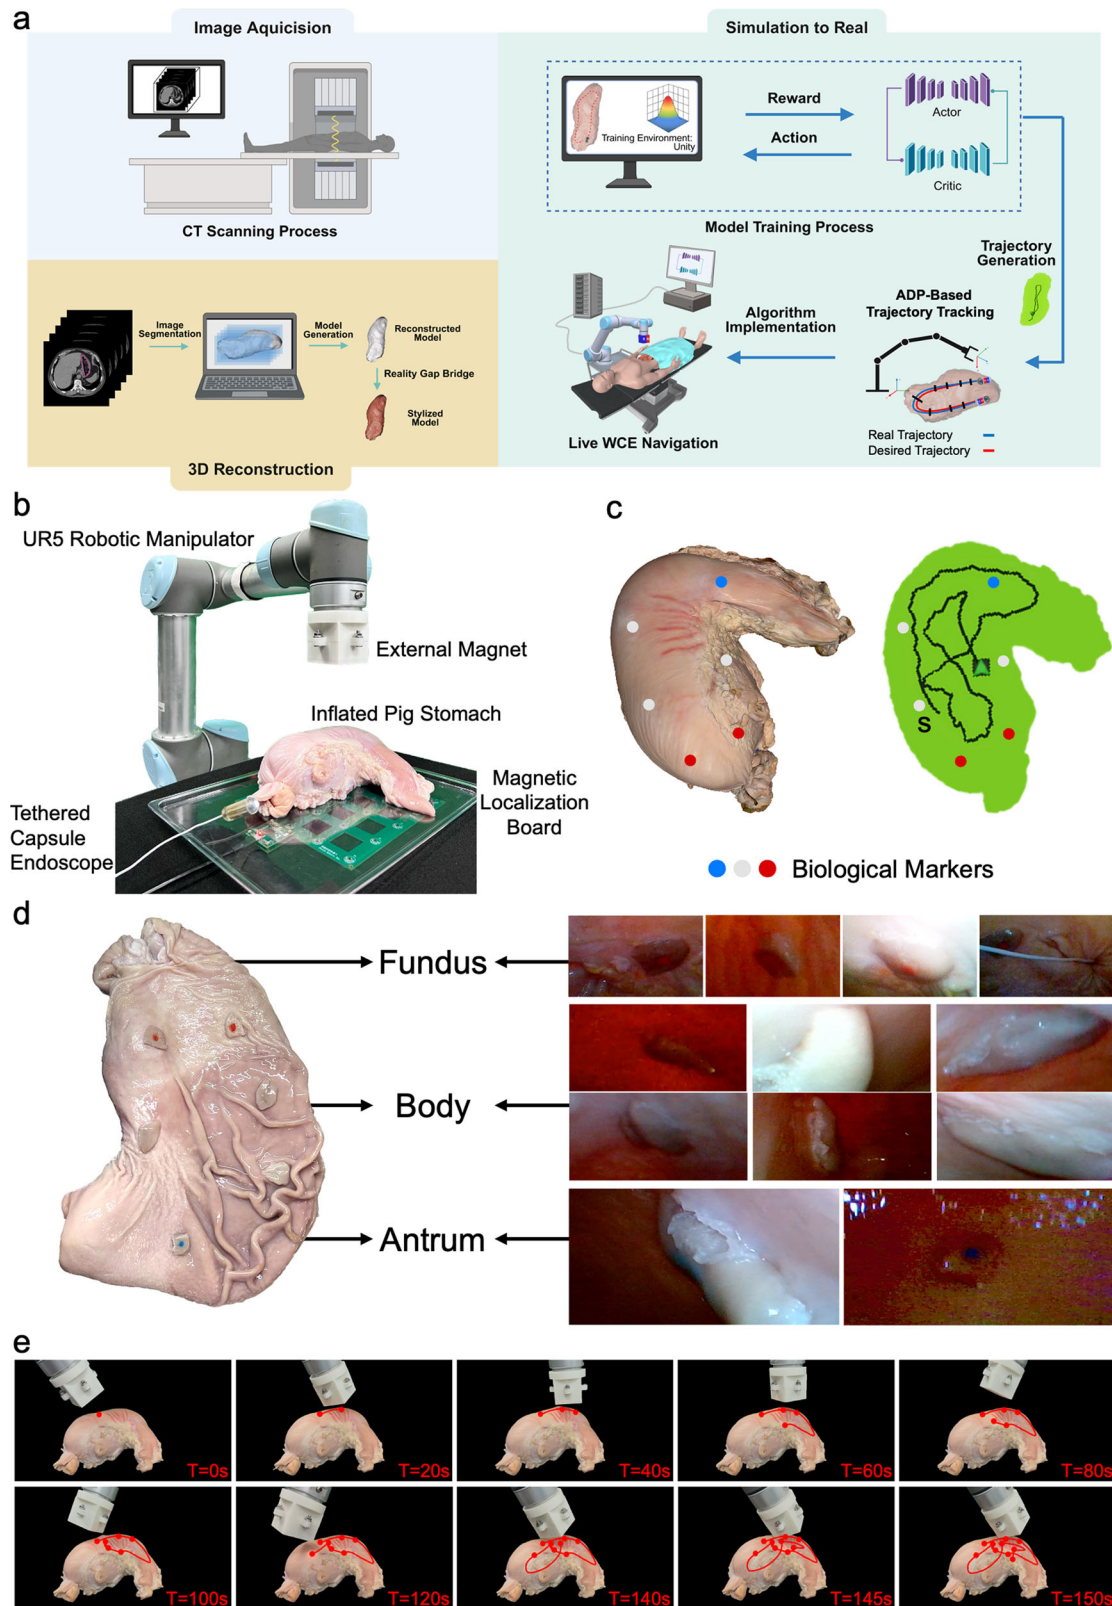 a
Image Aquicision
Simulation to Real
CT Scanning Process
Training Environment:
Unity
Reward
Action
Actor
Critic
Model Training Process
Trajectory
Generation
ADP-Based
Trajectory Tracking
Algorithm
Implementation
Live WCE Navigation
Real Trajectory
Desired Trajectory
Image
Segmentation
Model
Generation
Reconstructed
Model
Reality Gap Bridge
Stylized
Model
3D Reconstruction
b
UR5 Robotic Manipulator
External Magnet
Inflated Pig Stomach
Magnetic
Localization
Board
Tethered
Capsule
Endoscope
c
S
Biological Markers
d
Fundus
Body
Antrum
e
T=0s
T=20s
T=40s
T=60s
T=80s
T=100s
T=120s
T=140s
T=145s
T=150s